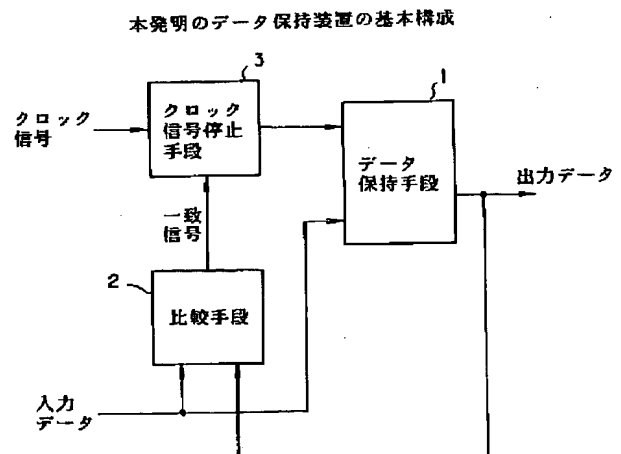 本発明のデータ保持装置の基本構成
3
1
クロック
信号
クロック
信号停止
手段
データ
保持手段
出力データ
一致
信号
2
比較手段
入力
データ